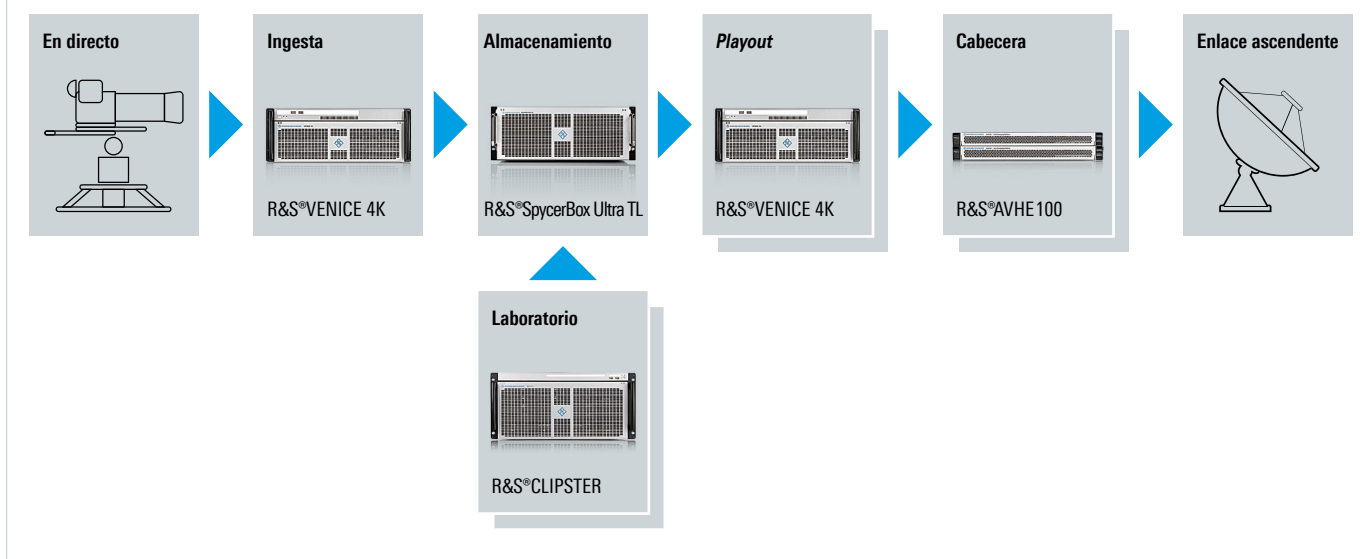 En directo
Ingesta
Almacenamiento
Playout
Cabecera
Enlace ascendente
R&S®VENICE 4K
R&S®SpycerBox Ultra TL
R&S®VENICE 4K
R&S®AVHE100
Laboratorio
R&S®CLIPSTER